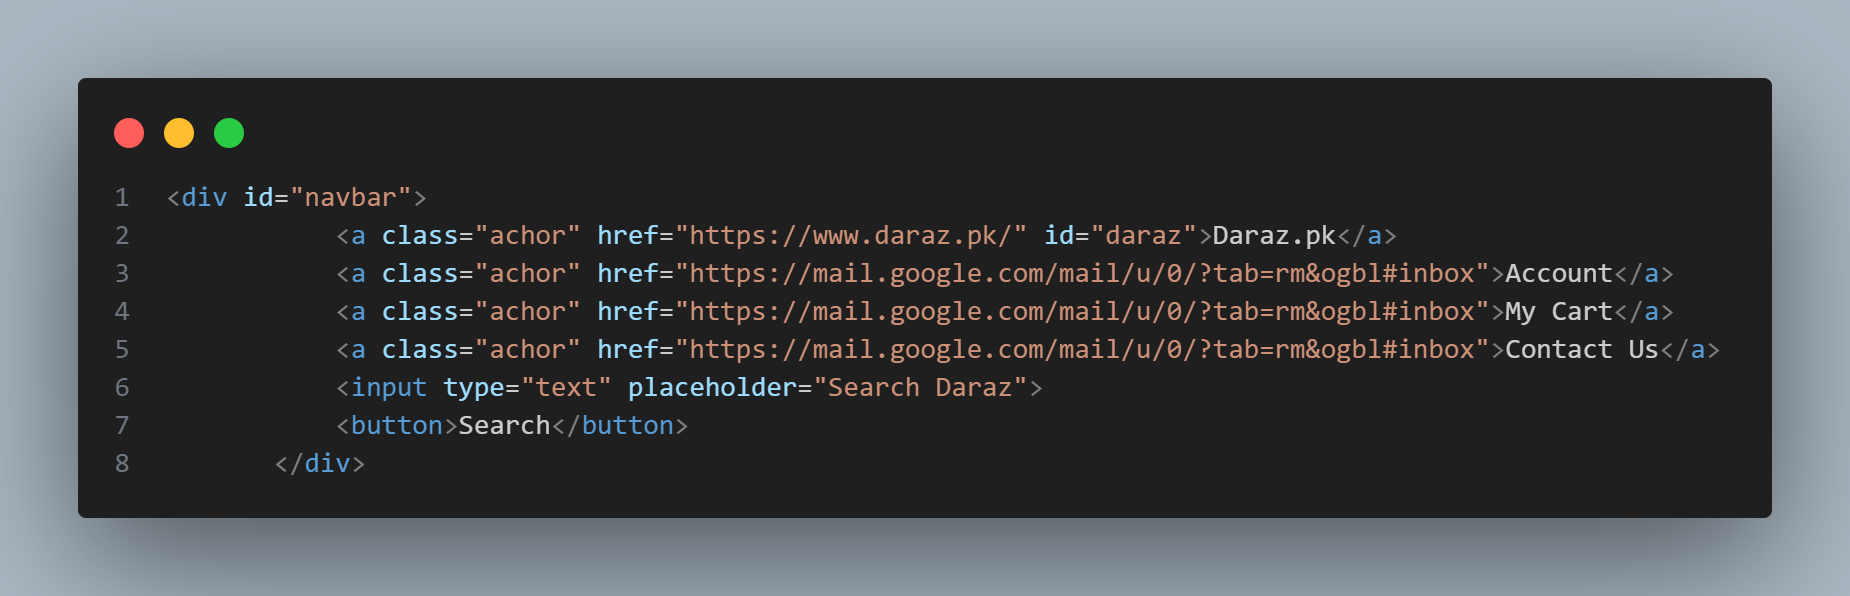 1 <div id="navbar">
2 <a class="achor" href="https://www.daraz.pk/" id="daraz">Daraz.pk</a>
3 <a class="achor" href="https://mail.google.com/mail/u/0/?tab=rm&ogbl#inbox">Account</a>
4 <a class="achor" href="https://mail.google.com/mail/u/0/?tab=rm&ogbl#inbox">My Cart</a>
5 <a class="achor" href="https://mail.google.com/mail/u/0/?tab=rm&ogbl#inbox">Contact Us</a>
6 <input type="text" placeholder="Search Daraz">
7 <button>Search</button>
8 </div>